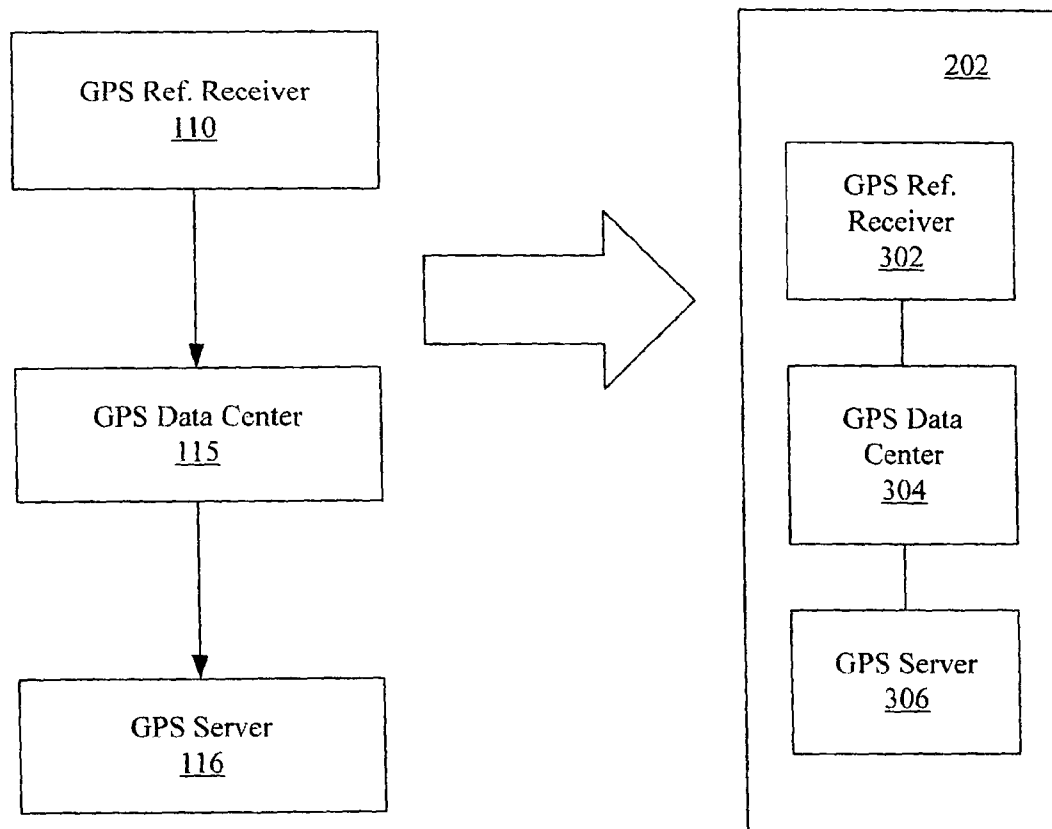 GPS Ref. Receiver
110
GPS Data Center
115
GPS Server
116
202
GPS Ref.
Receiver
302
GPS Data
Center
304
GPS Server
306